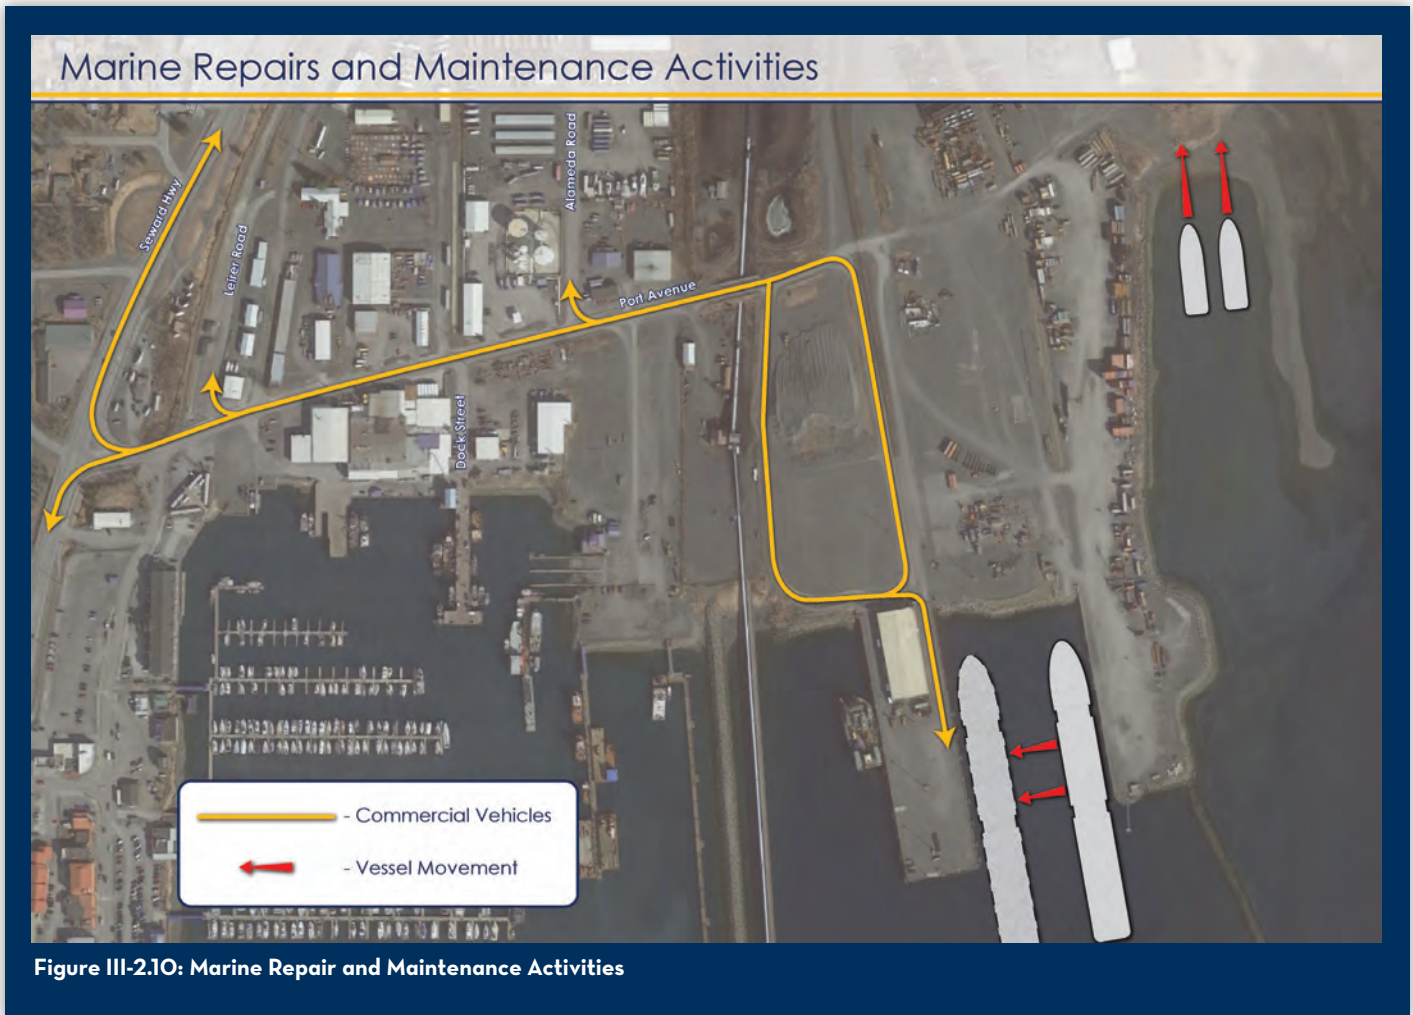 Marine Repairs and Maintenance Activities
Seward Hwy
Leirer Road
Alameda Road
Port Avenue
Dock Street
- Commercial Vehicles
- Vessel Movement
Figure III-2.10: Marine Repair and Maintenance Activities